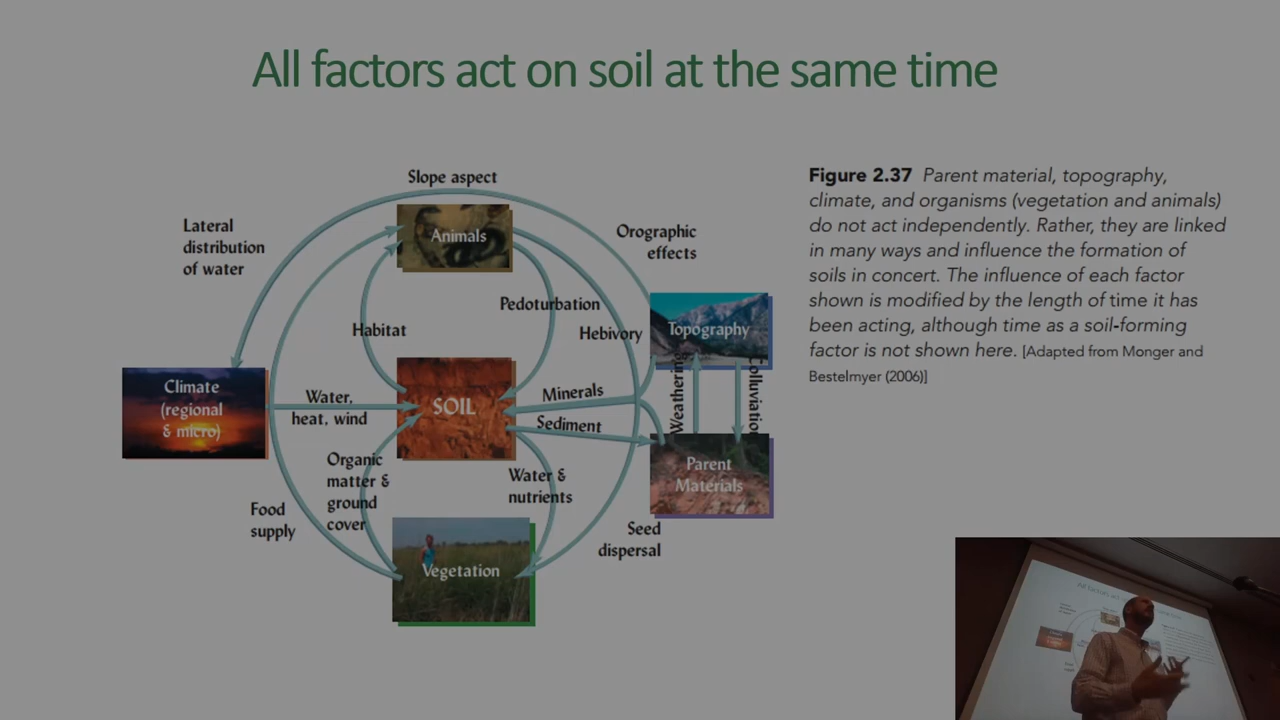 All factors act on soil at the same time
Slope aspect
Lateral
distribution
of water
Animals
Orographic
effects
Pedoturbation
Habitat
Hebivory
Topography
Climate
(regional
& micro)
Water,
heat, wind
SOIL
Minerals
Sediment
Weathering
Colluviation
Organic
matter &
ground
cover
Water &
nutrients
Parent
Materials
Food
supply
Seed
dispersal
Vegetation
Figure 2.37 Parent material, topography,
climate, and organisms (vegetation and animals)
do not act independently. Rather, they are linked
in many ways and influence the formation of
soils in concert. The influence of each factor
shown is modified by the length of time it has
been acting, although time as a soil-forming
factor is not shown here. [Adapted from Monger and
Bestelmyer (2006)]